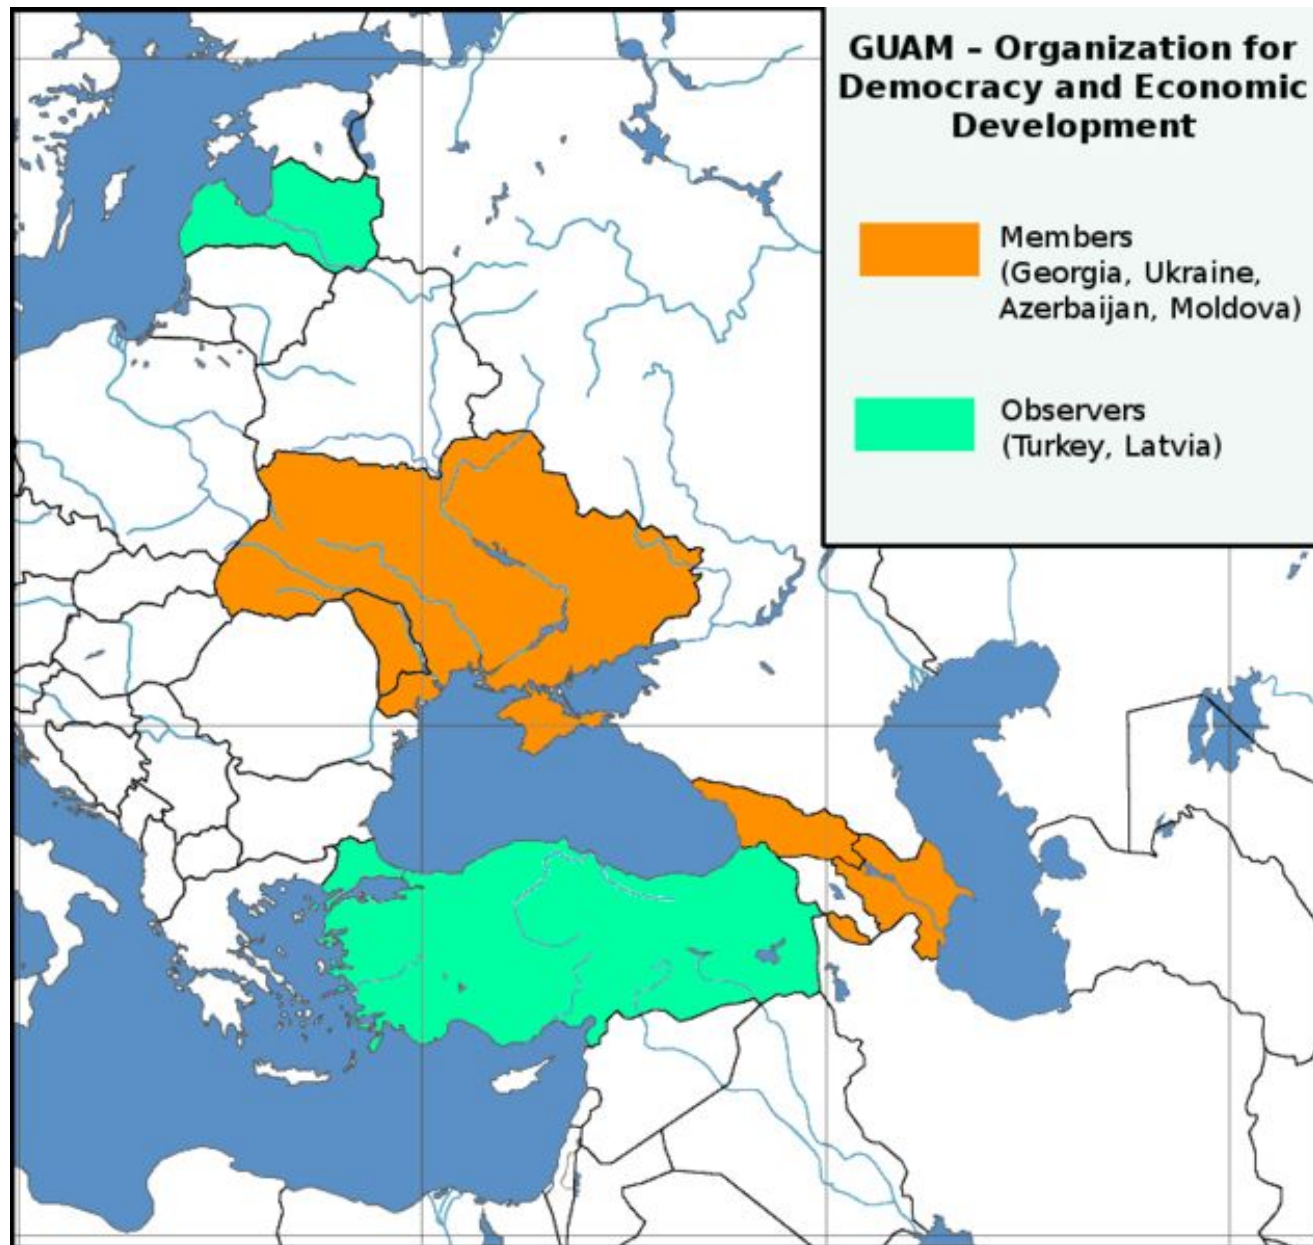 GUAM – Organization for
Democracy and Economic
Development
Members
(Georgia, Ukraine,
Azerbaijan, Moldova)
Observers
(Turkey, Latvia)